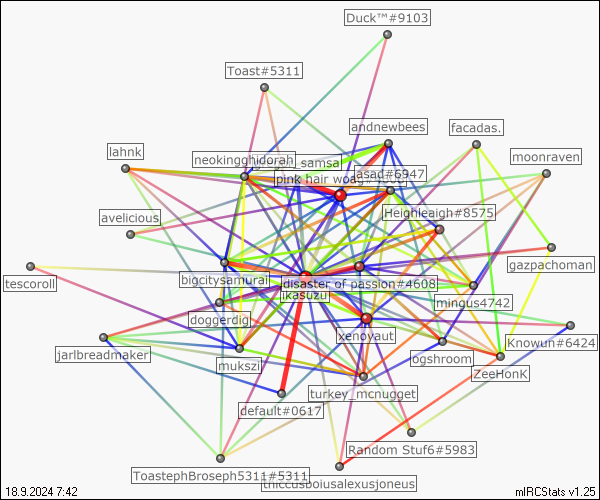 Duck™#9103
Toast#5311
andnewbees
facadas.
lahnk
neokingghidorah
samsa
moonraven
pink hair woag
asad#6947
avelicious
Heighleaigh#8575
gazpachoman
tescoroll
bigcitysamurai
disaster of passion#4608
ikasuzu
mingus4742
doggerdig
xenovaut
Knowun#6424
jarlbreadmaker
mukszi
ogshroom
ZeeHonK
turkey_mcnugget
default#0617
Random Stuf6#5983
ToastephBroseph5311#5311
thiccusboiusalexusjoneus
18.9.2024 7:42
mIRCStats v1.25